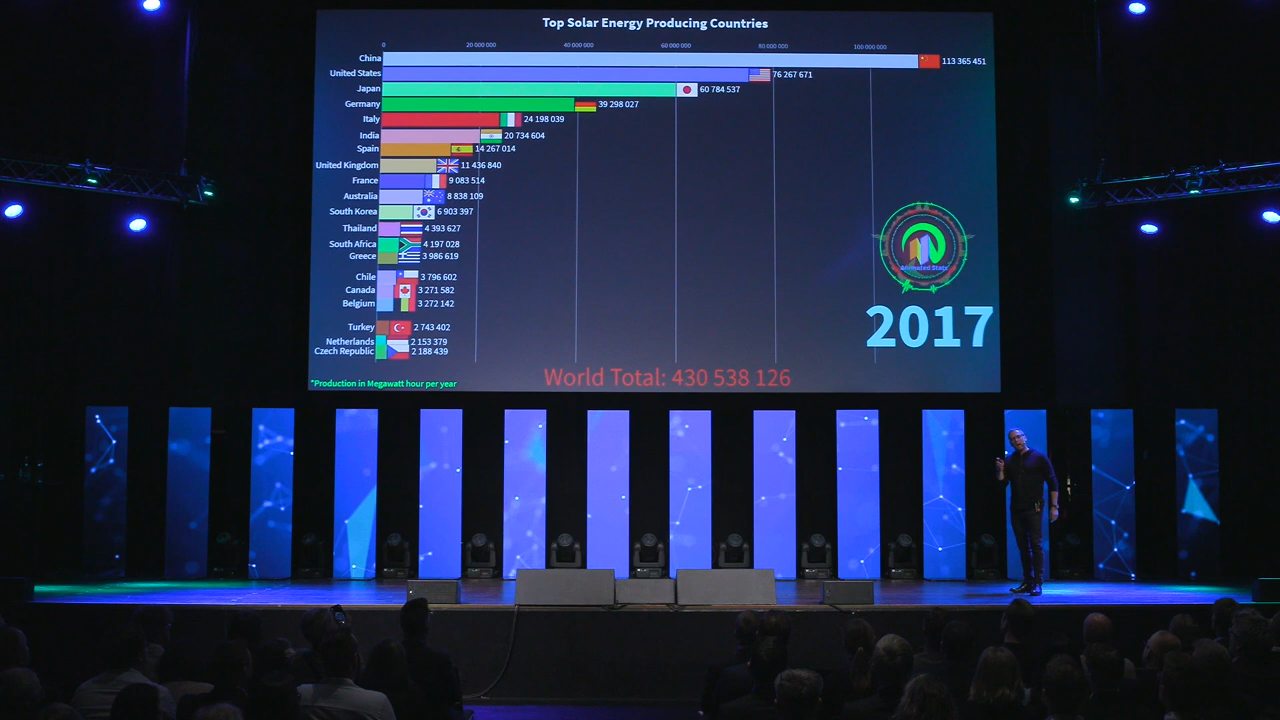 Top Solar Energy Producing Countries
0 20 000 000 40 000 000 60 000 000 80 000 000 100 000 000
China 113 365 451
United States 76 267 671
Japan 60 784 537
Germany 39 298 027
Italy 24 198 039
India 20 734 604
Spain 14 267 014
United Kingdom 11 436 840
France 9 083 514
Australia 8 838 109
South Korea 6 903 397
Thailand 4 393 627
South Africa 4 197 028
Greece 3 986 619
Chile 3 796 602
Canada 3 271 582
Belgium 3 272 142
Turkey 2 743 402
Netherlands 2 153 379
Czech Republic 2 188 439
Animated Stats
2017
World Total: 430 538 126
*Production in Megawatt hour per year